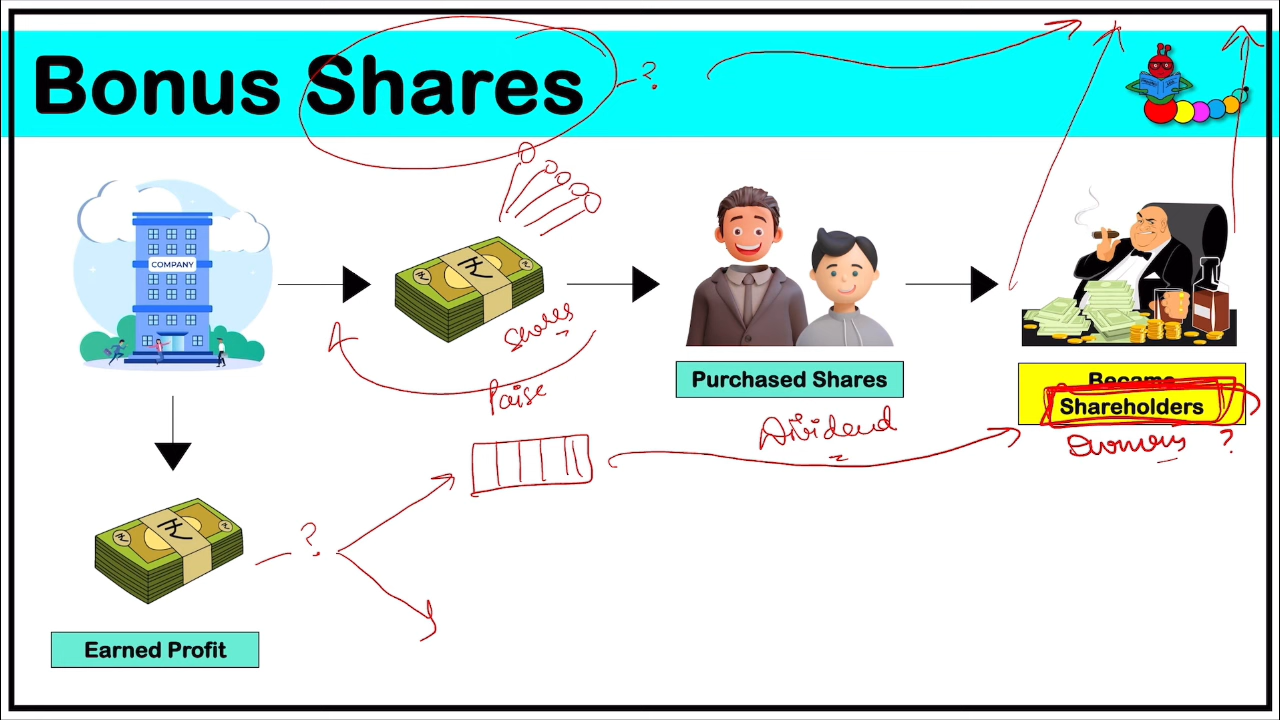 Bonus Shares
?
COMPANY
₹
₹
₹
Shares
Paise
Purchased Shares
Became
Shareholders
Owners ?
Dividend
₹
₹
₹
?
Earned Profit